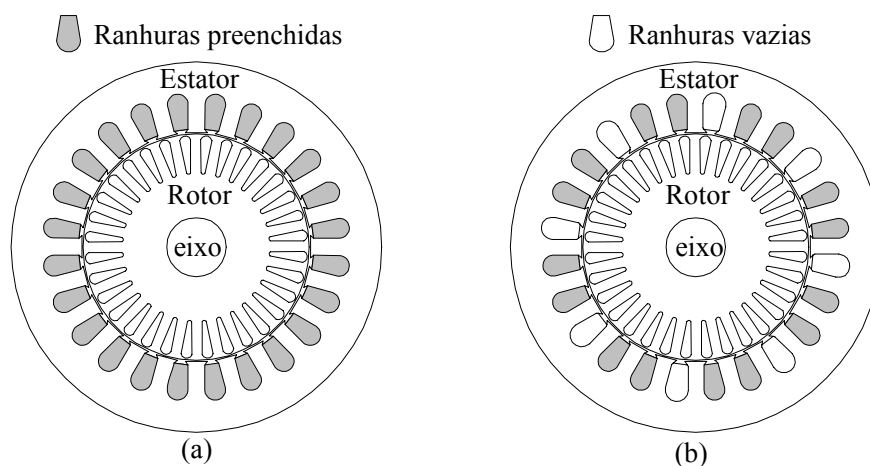 Ranhuras preenchidas
Ranhuras vazias
Estator
Rotor
eixo
(a)
Estator
Rotor
eixo
(b)